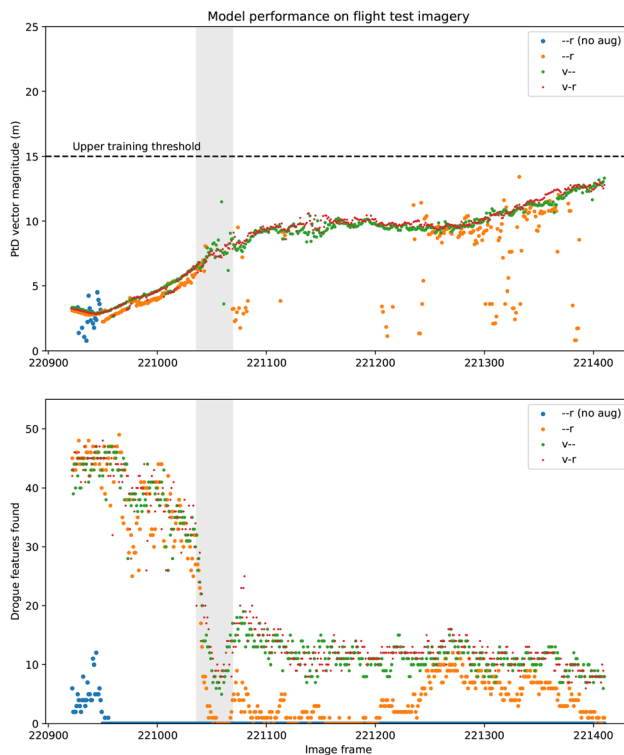 Model performance on flight test imagery
25
20
15
10
5
0
PtD vector magnitude (m)
Upper training threshold
--r (no aug)
--r
v--
v-r
220900
221000
221100
221200
221300
221400
50
40
30
20
10
0
Drogue features found
--r (no aug)
--r
v--
v-r
220900
221000
221100
221200
221300
221400
Image frame